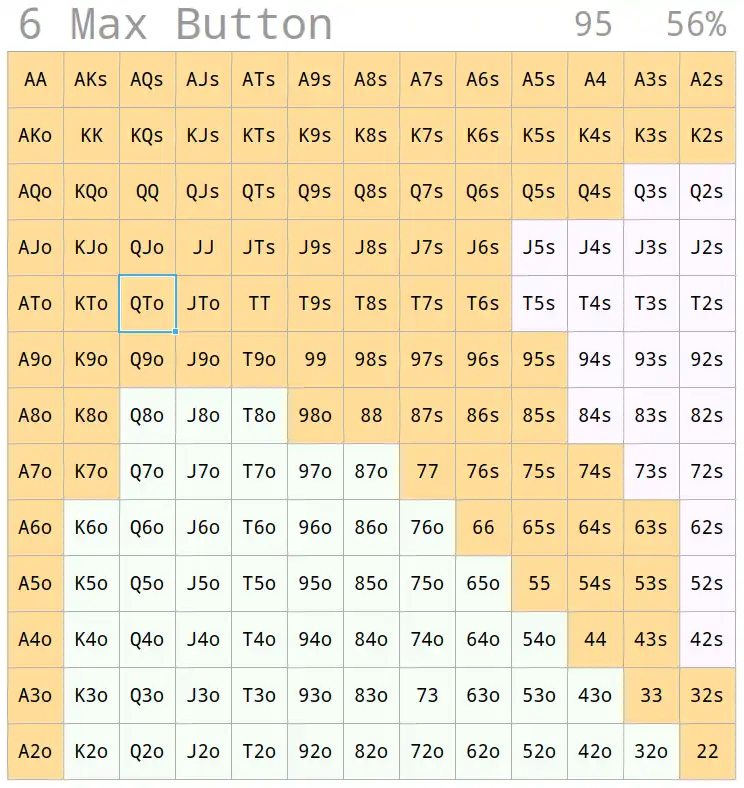 6 Max Button 95 56%
AA AKs AQs AJs ATs A9s A8s A7s A6s A5s A4 A3s A2s
AKo KK KQs KJs KTs K9s K8s K7s K6s K5s K4s K3s K2s
AQo KQo QQ QJs QTs Q9s Q8s Q7s Q6s Q5s Q4s Q3s Q2s
AJo KJo QJo JJ JTs J9s J8s J7s J6s J5s J4s J3s J2s
ATo KTo QTo JTo TT T9s T8s T7s T6s T5s T4s T3s T2s
A9o K9o Q9o J9o T9o 99 98s 97s 96s 95s 94s 93s 92s
A8o K8o Q8o J8o T8o 98o 88 87s 86s 85s 84s 83s 82s
A7o K7o Q7o J7o T7o 97o 87o 77 76s 75s 74s 73s 72s
A6o K6o Q6o J6o T6o 96o 86o 76o 66 65s 64s 63s 62s
A5o K5o Q5o J5o T5o 95o 85o 75o 65o 55 54s 53s 52s
A4o K4o Q4o J4o T4o 94o 84o 74o 64o 54o 44 43s 42s
A3o K3o Q3o J3o T3o 93o 83o 73 63o 53o 43o 33 32s
A2o K2o Q2o J2o T2o 92o 82o 72o 62o 52o 42o 32o 22